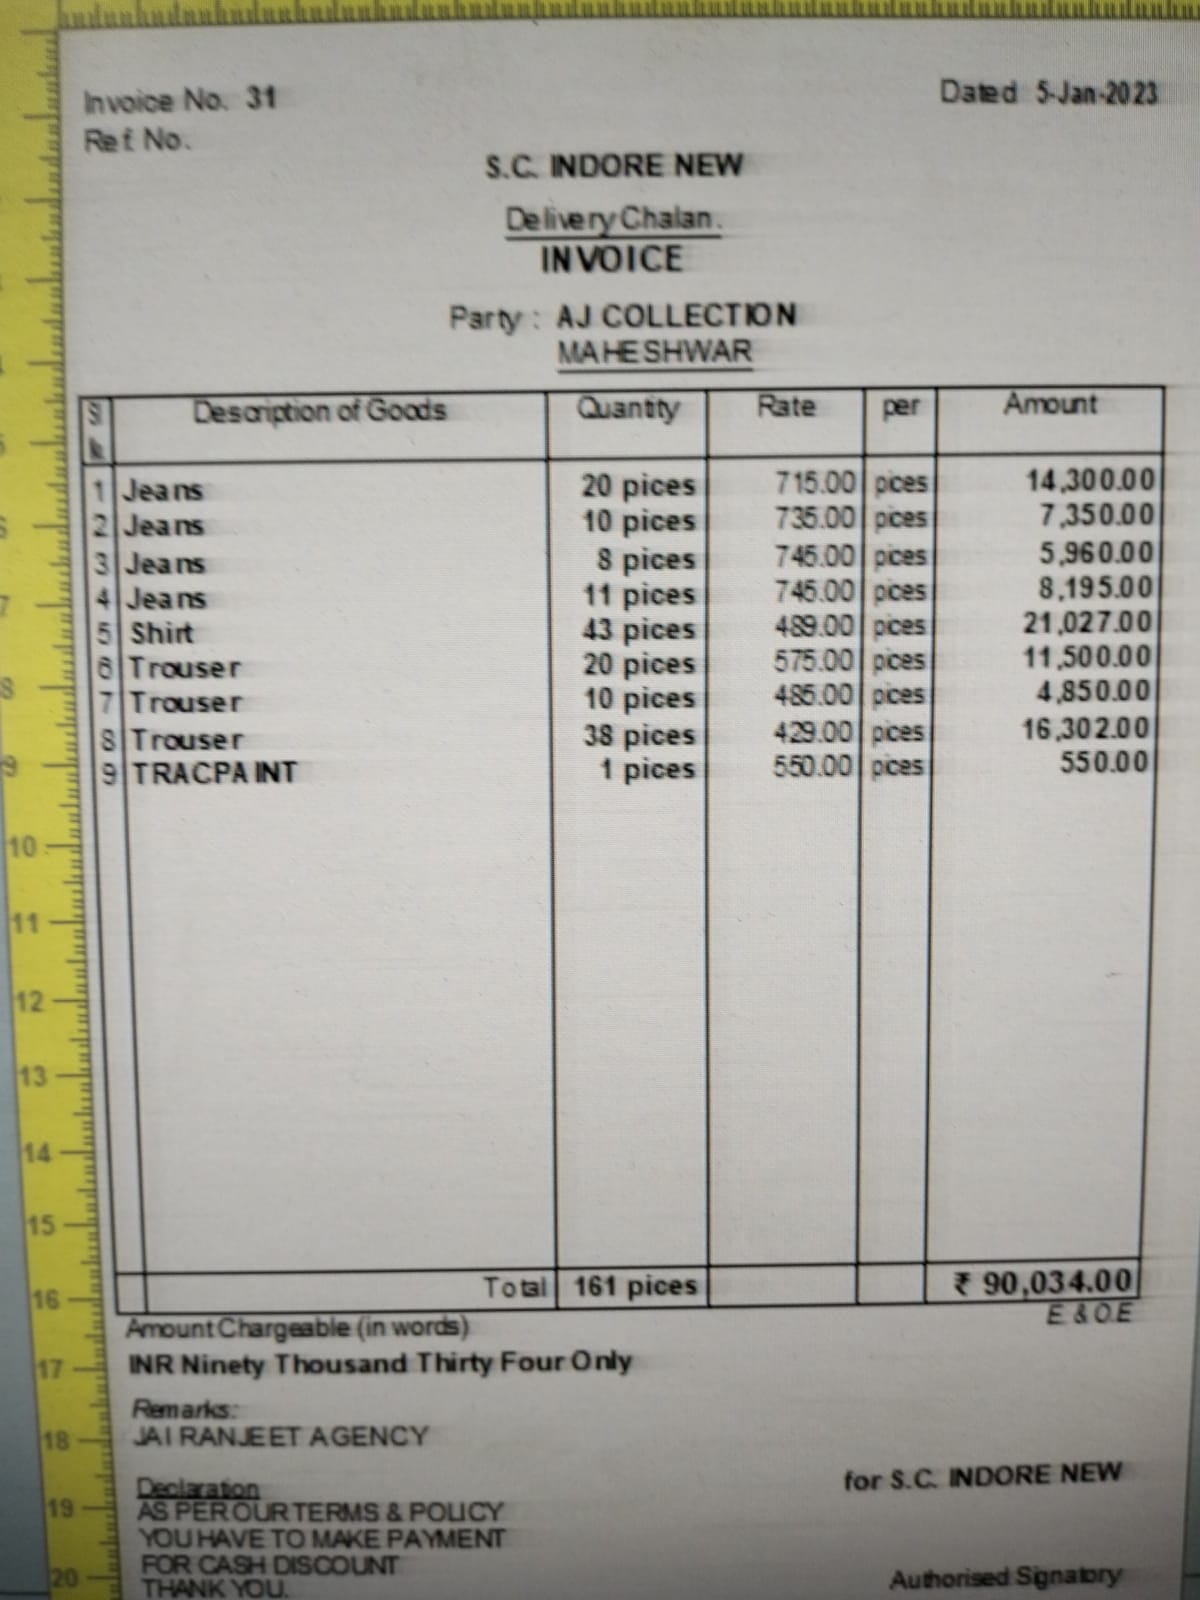 Invoice No. 31
Dated 5-Jan-2023
Ref. No.
S.C. INDORE NEW
Delivery Chalan.
INVOICE
Party : AJ COLLECTION
MAHESHWAR
Sl No. Description of Goods Quantity Rate per Amount
1 Jeans 20 pices 715.00 pices 14,300.00
2 Jeans 10 pices 735.00 pices 7,350.00
3 Jeans 8 pices 745.00 pices 5,960.00
4 Jeans 11 pices 745.00 pices 8,195.00
5 Shirt 43 pices 489.00 pices 21,027.00
6 Trouser 20 pices 575.00 pices 11,500.00
7 Trouser 10 pices 485.00 pices 4,850.00
8 Trouser 38 pices 429.00 pices 16,302.00
9 TRACPAINT 1 pices 550.00 pices 550.00
Total 161 pices ₹ 90,034.00
E. & O.E
Amount Chargeable (in words)
INR Ninety Thousand Thirty Four Only
Remarks:
JAI RANJEET AGENCY
for S.C. INDORE NEW
Declaration
AS PER OUR TERMS & POLICY
YOU HAVE TO MAKE PAYMENT
FOR CASH DISCOUNT
THANK YOU.
Authorised Signatory
10
11
12
13
14
15
16
17
18
19
20